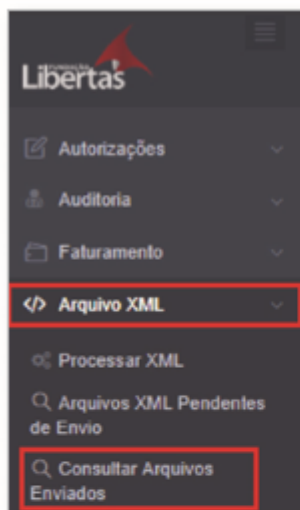 FUNDAÇÃO
Libertas
Autorizações
Auditoria
Faturamento
</> Arquivo XML
Processar XML
Arquivos XML Pendentes
de Envio
Consultar Arquivos
Enviados